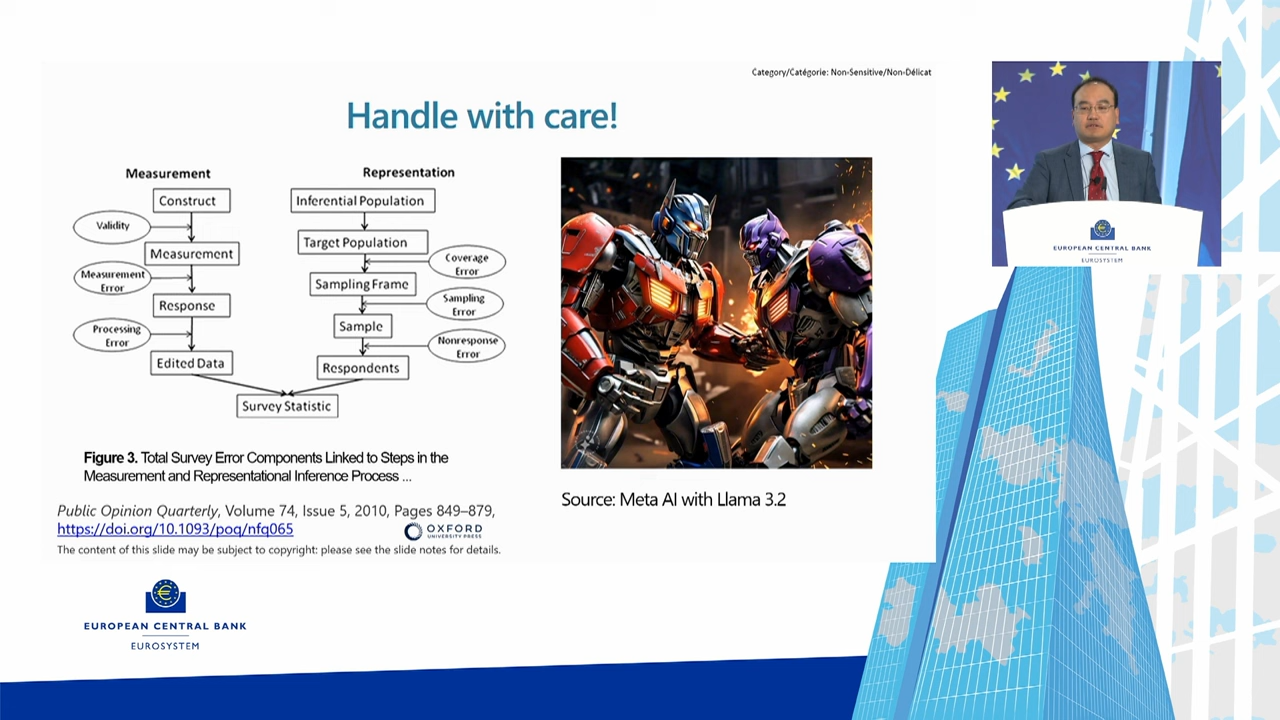 Category/Catégorie: Non-Sensitive/Non-Délicat
Handle with care!
Measurement
Construct
Validity
Measurement
Measurement
Error
Response
Processing
Error
Edited Data
Representation
Inferential Population
Target Population
Coverage
Error
Sampling Frame
Sampling
Error
Sample
Nonresponse
Error
Respondents
Survey Statistic
Figure 3. Total Survey Error Components Linked to Steps in the
Measurement and Representational Inference Process ...
Public Opinion Quarterly, Volume 74, Issue 5, 2010, Pages 849–879,
https://doi.org/10.1093/poq/nfq065
OXFORD
UNIVERSITY PRESS
The content of this slide may be subject to copyright: please see the slide notes for details.
Source: Meta AI with Llama 3.2
EUROPEAN CENTRAL BANK
EUROSYSTEM
EUROPEAN CENTRAL BANK
EUROSYSTEM